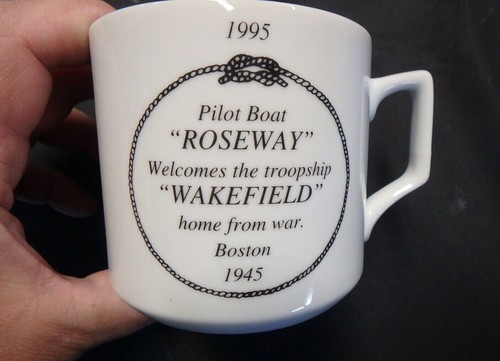 1995
Pilot Boat
"ROSEWAY"
Welcomes the troopship
"WAKEFIELD"
home from war.
Boston
1945